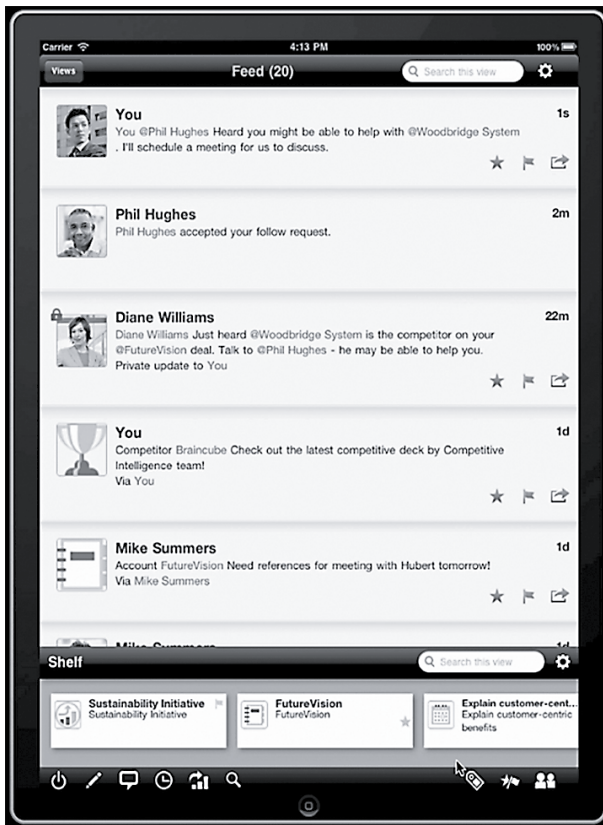 Carrier 4:13 PM 100%
Views Feed (20) Search this view
You 1s
You @Phil Hughes Heard you might be able to help with @Woodbridge System
. I'll schedule a meeting for us to discuss.
Phil Hughes 2m
Phil Hughes accepted your follow request.
Diane Williams 22m
Diane Williams Just heard @Woodbridge System is the competitor on your
@FutureVision deal. Talk to @Phil Hughes - he may be able to help you.
Private update to You
You 1d
Competitor Braincube Check out the latest competitive deck by Competitive
Intelligence team!
Via You
Mike Summers 1d
Account FutureVision Need references for meeting with Hubert tomorrow!
Via Mike Summers
Mike Summers 1d
Shelf Search this view
Sustainability Initiative
Sustainability Initiative
FutureVision
FutureVision
Explain customer-cent...
Explain customer-centric
benefits